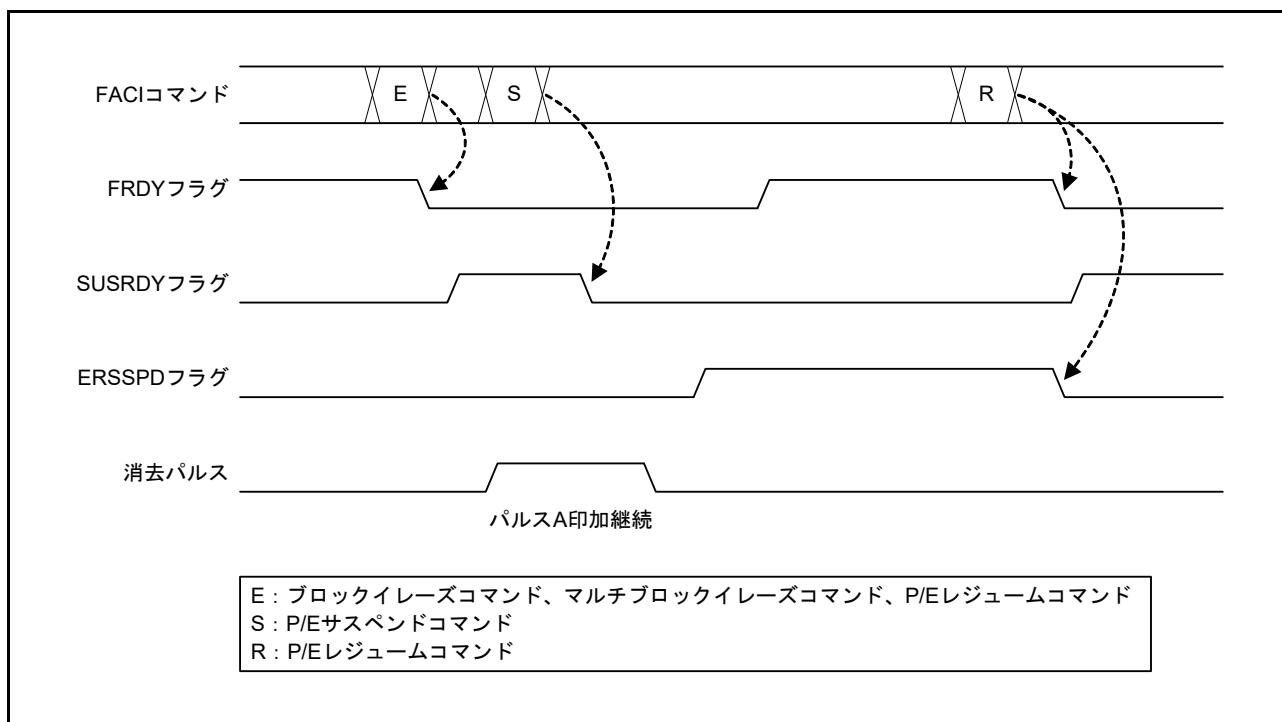 FACIコマンド
E
S
R
FRDYフラグ
SUSRDYフラグ
ERSSPDフラグ
消去パルス
パルスA印加継続
E：ブロックイレーズコマンド、マルチブロックイレーズコマンド、P/Eレジュームコマンド
S：P/Eサスペンドコマンド
R：P/Eレジュームコマンド